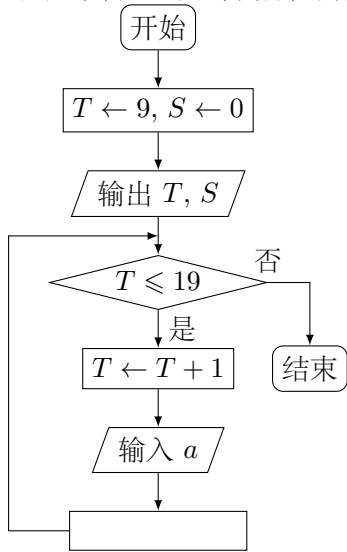 开始
T ← 9, S ← 0
输出 T, S
T ⩽ 19
否
是
T ← T + 1
结束
输入 a